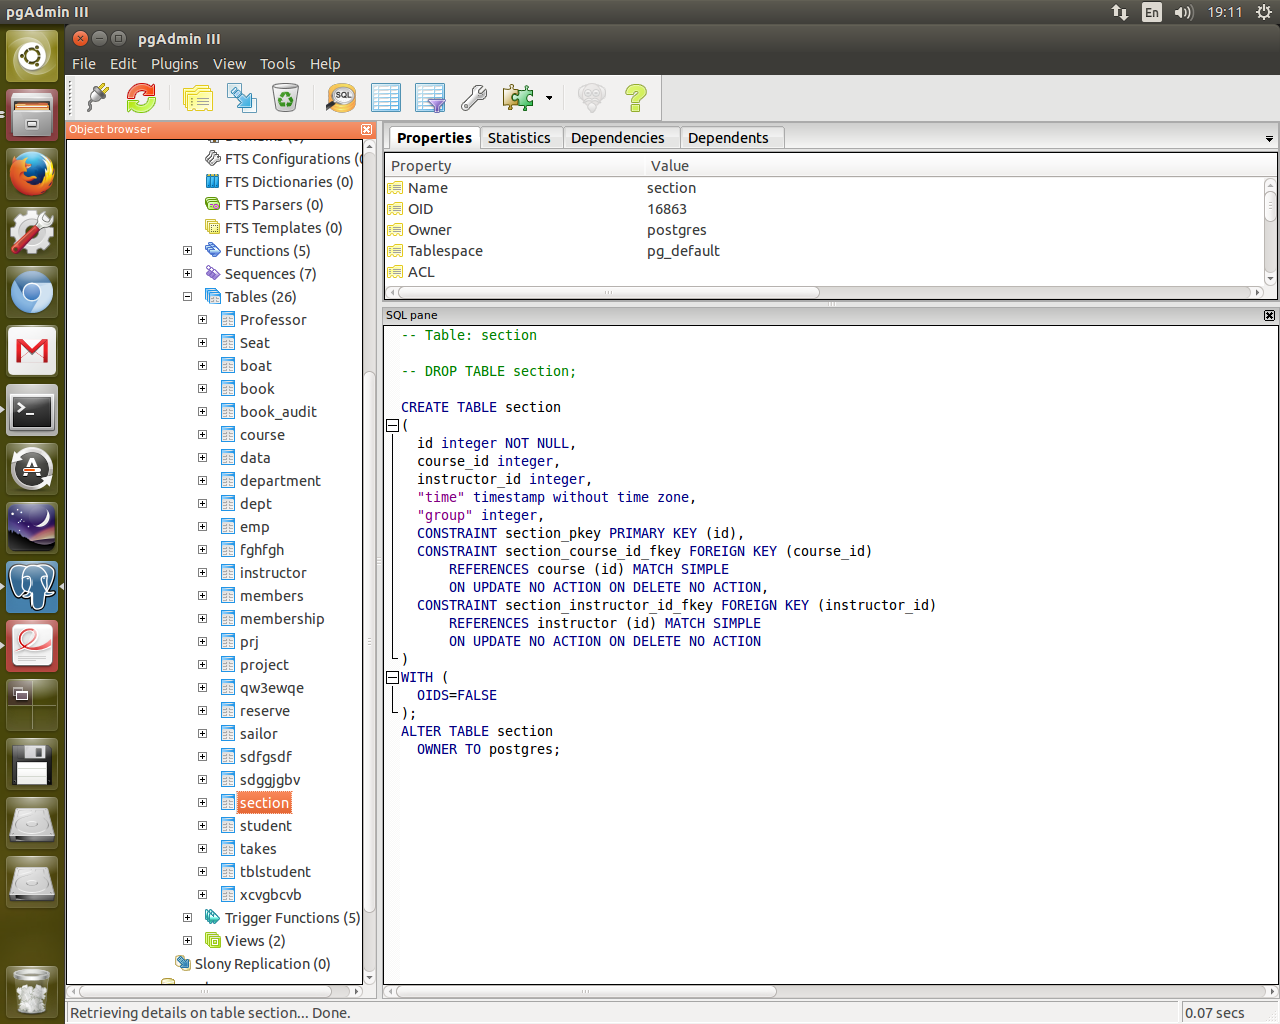 pgAdmin III
En
19:11
pgAdmin III
File Edit Plugins View Tools Help
SQL
Object browser
FTS Configurations (
FTS Dictionaries (0)
FTS Parsers (0)
FTS Templates (0)
Functions (5)
Sequences (7)
Tables (26)
Professor
Seat
boat
book
book_audit
course
data
department
dept
emp
fghfgh
instructor
members
membership
prj
project
qw3ewqe
reserve
sailor
sdfgsdf
sdggjgbv
section
student
takes
tblstudent
xcvgbcvb
Trigger Functions (5)
Views (2)
Slony Replication (0)
Properties Statistics Dependencies Dependents
Property Value
Name section
OID 16863
Owner postgres
Tablespace pg_default
ACL
SQL pane
-- Table: section
-- DROP TABLE section;
CREATE TABLE section
(
id integer NOT NULL,
course_id integer,
instructor_id integer,
"time" timestamp without time zone,
"group" integer,
CONSTRAINT section_pkey PRIMARY KEY (id),
CONSTRAINT section_course_id_fkey FOREIGN KEY (course_id)
REFERENCES course (id) MATCH SIMPLE
ON UPDATE NO ACTION ON DELETE NO ACTION,
CONSTRAINT section_instructor_id_fkey FOREIGN KEY (instructor_id)
REFERENCES instructor (id) MATCH SIMPLE
ON UPDATE NO ACTION ON DELETE NO ACTION
)
WITH (
OIDS=FALSE
);
ALTER TABLE section
OWNER TO postgres;
Retrieving details on table section... Done.
0.07 secs